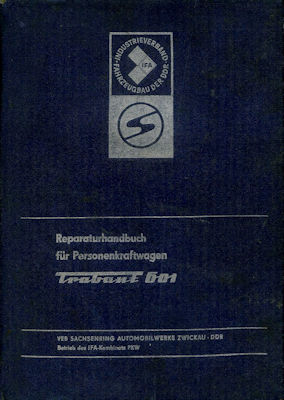 INDUSTRIEVERBAND
FAHRZEUGBAU DER DDR
IFA
S
Reparaturhandbuch
für Personenkraftwagen
Trabant 601
VEB SACHSENRING AUTOMOBILWERKE ZWICKAU · DDR
Betrieb des IFA-Kombinats PKW